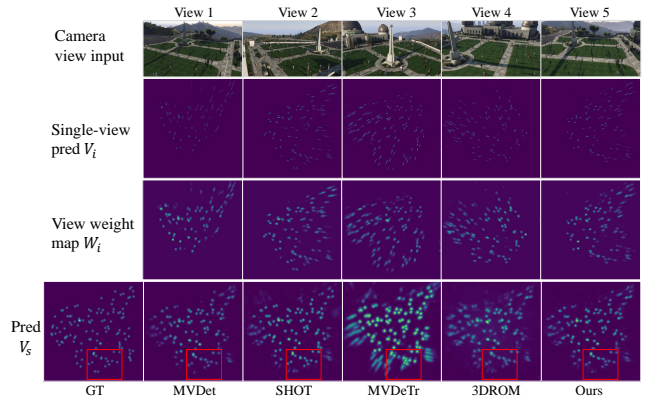 View 1 View 2 View 3 View 4 View 5
Camera
view input
Single-view
pred V_i
View weight
map W_i
Pred
V_s
GT MVDet SHOT MVDeTr 3DROM Ours